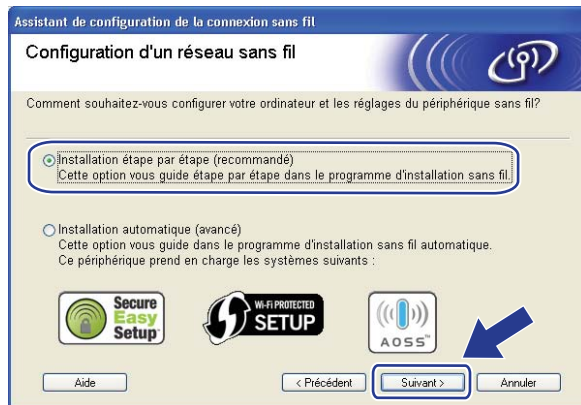 Assistant de configuration de la connexion sans fil
Configuration d'un réseau sans fil
Comment souhaitez-vous configurer votre ordinateur et les réglages du périphérique sans fil?
Installation étape par étape (recommandé)
Cette option vous guide étape par étape dans le programme d'installation sans fil.
Installation automatique (avancé)
Cette option vous guide dans le programme d'installation sans fil automatique.
Ce périphérique prend en charge les systèmes suivants :
Secure
Easy
Setup™
Wi-Fi PROTECTED
SETUP
AOSS™
Aide
< Précédent
Suivant >
Annuler